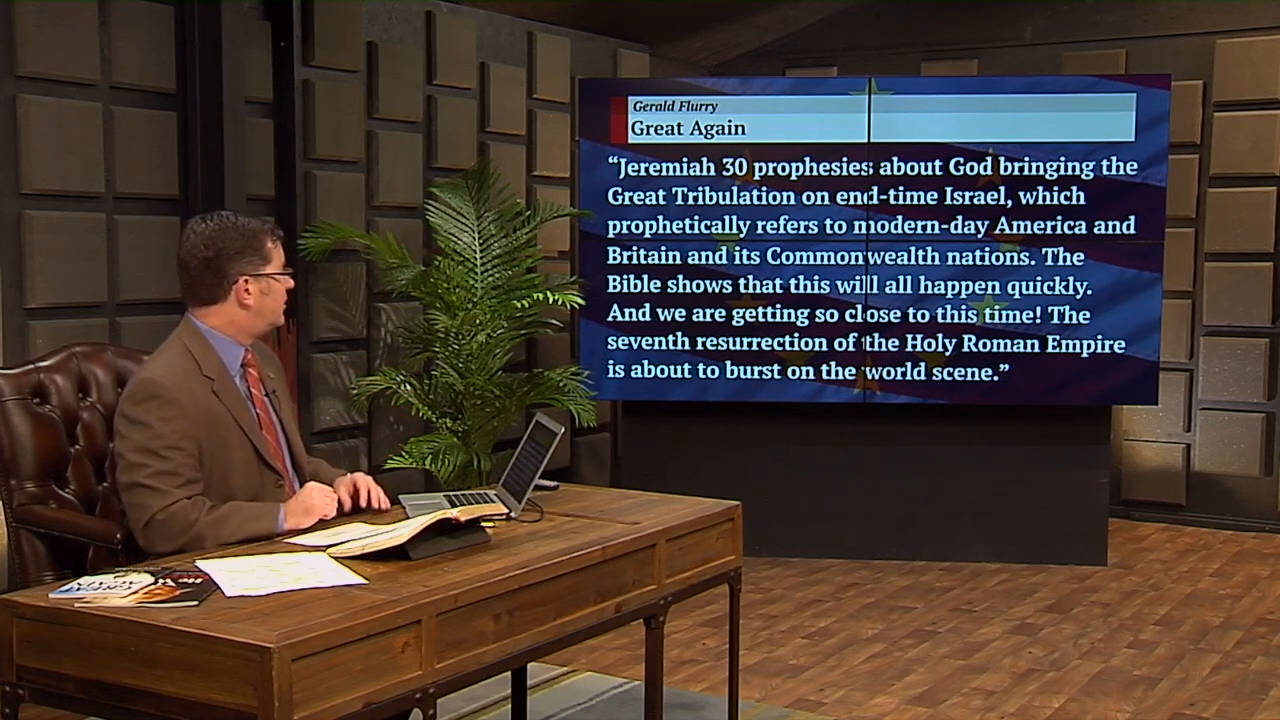 Gerald Flurry
Great Again
“Jeremiah 30 prophesies about God bringing the
Great Tribulation on end-time Israel, which
prophetically refers to modern-day America and
Britain and its Commonwealth nations. The
Bible shows that this will all happen quickly.
And we are getting so close to this time! The
seventh resurrection of the Holy Roman Empire
is about to burst on the world scene.”